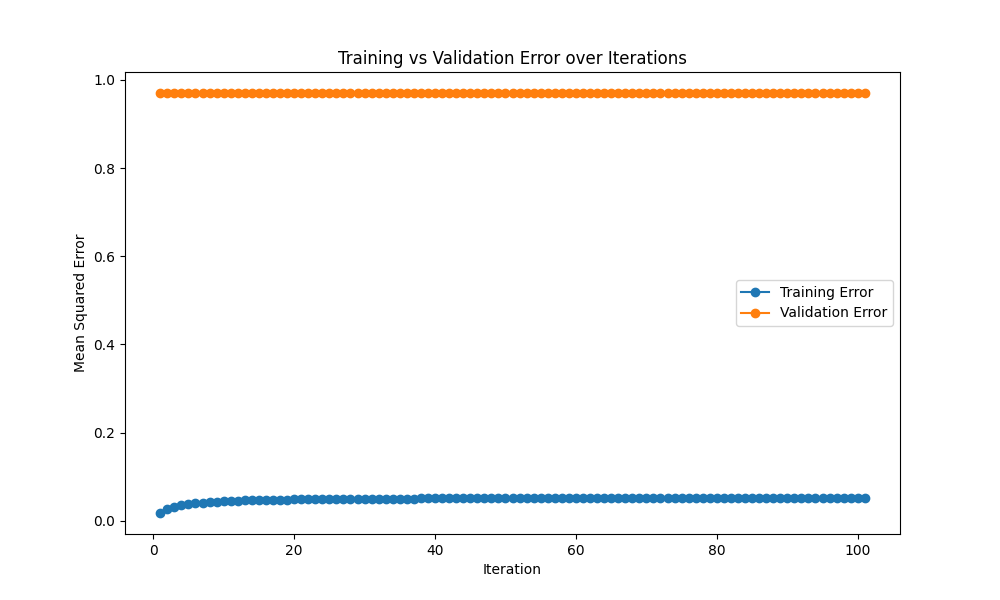 Training vs Validation Error over Iterations
1.0
0.8
0.6
0.4
0.2
0.0
Mean Squared Error
Training Error
Validation Error
0 20 40 60 80 100
Iteration